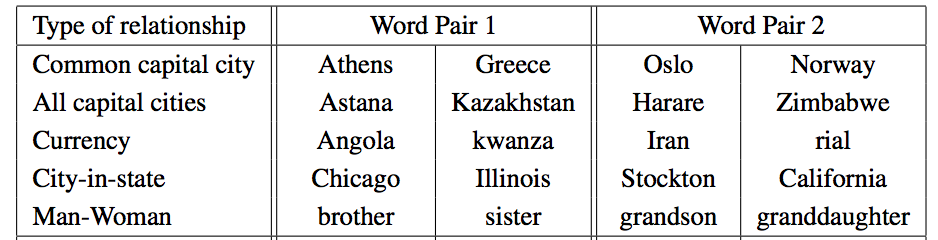 Type of relationship Word Pair 1 Word Pair 2
Common capital city Athens Greece Oslo Norway
All capital cities Astana Kazakhstan Harare Zimbabwe
Currency Angola kwanza Iran rial
City-in-state Chicago Illinois Stockton California
Man-Woman brother sister grandson granddaughter